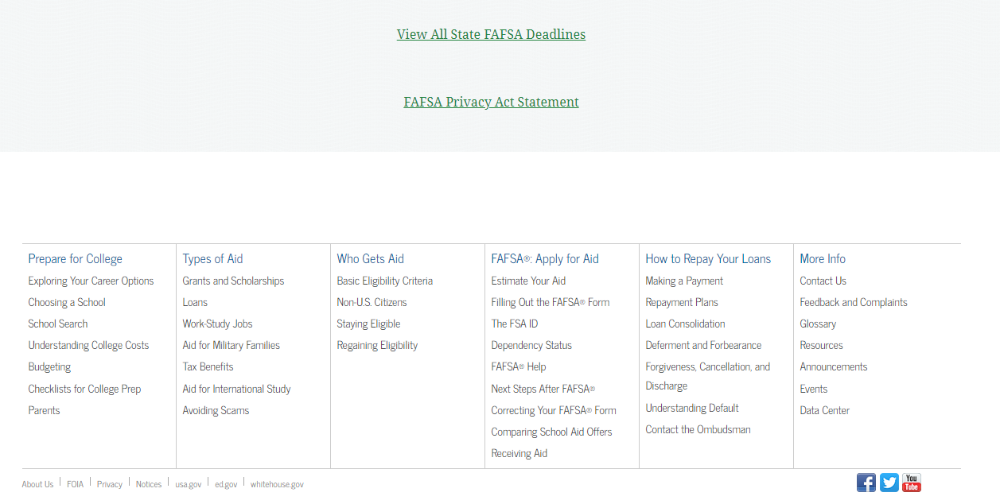 View All State FAFSA Deadlines
FAFSA Privacy Act Statement
Prepare for College
Exploring Your Career Options
Choosing a School
School Search
Understanding College Costs
Budgeting
Checklists for College Prep
Parents
Types of Aid
Grants and Scholarships
Loans
Work-Study Jobs
Aid for Military Families
Tax Benefits
Aid for International Study
Avoiding Scams
Who Gets Aid
Basic Eligibility Criteria
Non-U.S. Citizens
Staying Eligible
Regaining Eligibility
FAFSA®: Apply for Aid
Estimate Your Aid
Filling Out the FAFSA® Form
The FSA ID
Dependency Status
FAFSA® Help
Next Steps After FAFSA®
Correcting Your FAFSA® Form
Comparing School Aid Offers
Receiving Aid
How to Repay Your Loans
Making a Payment
Repayment Plans
Loan Consolidation
Deferment and Forbearance
Forgiveness, Cancellation, and
Discharge
Understanding Default
Contact the Ombudsman
More Info
Contact Us
Feedback and Complaints
Glossary
Resources
Announcements
Events
Data Center
About Us | FOIA | Privacy | Notices | usa.gov | ed.gov | whitehouse.gov
f
You
Tube